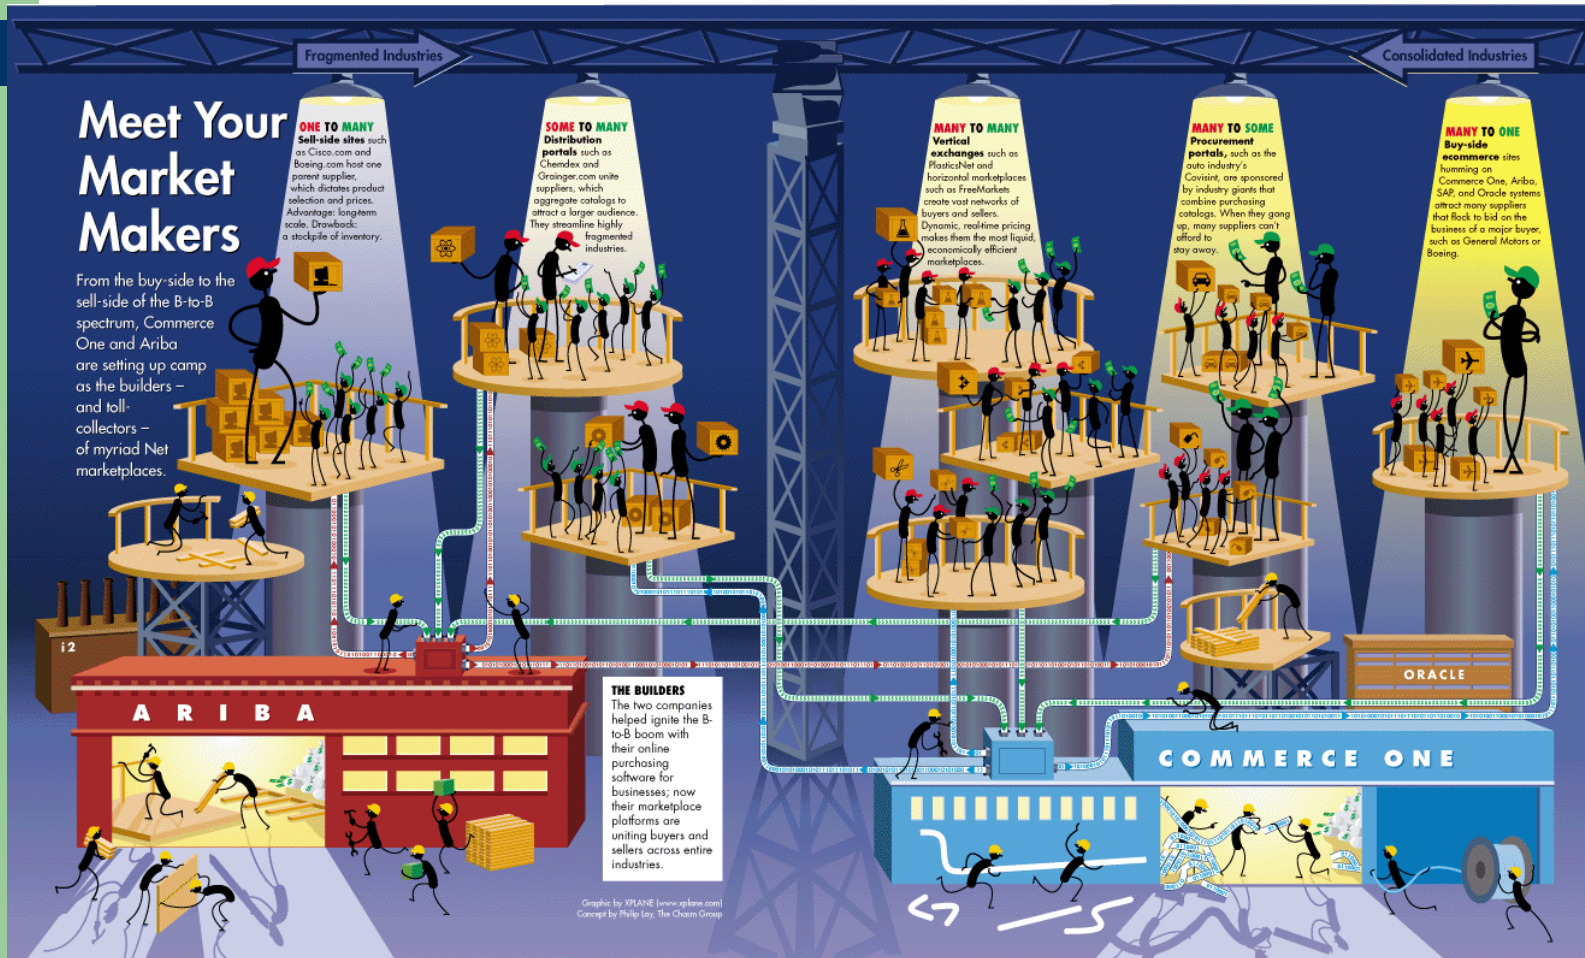 Fragmented Industries
Consolidated Industries
Meet Your
Market
Makers
From the buy-side to the
sell-side of the B-to-B
spectrum, Commerce
One and Ariba
are setting up camp
as the builders –
and toll-
collectors –
of myriad Net
marketplaces.
ONE TO MANY
Sell-side sites such
as Cisco.com and
Boeing.com host one
parent supplier,
which dictates product
selection and prices.
Advantage: long-term
scale. Drawback:
a stockpile of inventory.
SOME TO MANY
Distribution
portals such as
Chemdex and
Grainger.com unite
suppliers, which
aggregate catalogs to
attract a larger audience.
They streamline highly
fragmented
industries.
MANY TO MANY
Vertical
exchanges such as
PlasticsNet and
horizontal marketplaces
such as FreeMarkets
create vast networks of
buyers and sellers.
Dynamic, real-time pricing
makes them the most liquid,
economically efficient
marketplaces.
MANY TO SOME
Procurement
portals, such as the
auto industry's
Covisint, are sponsored
by industry giants that
combine purchasing
catalogs. When they gang
up, many suppliers can't
afford to
stay away.
MANY TO ONE
Buy-side
ecommerce sites
humming on
Commerce One, Ariba,
SAP, and Oracle systems
attract many suppliers
that flock to bid on the
business of a major buyer,
such as General Motors or
Boeing.
i2
ARIBA
THE BUILDERS
The two companies
helped ignite the B-
to-B boom with
their online
purchasing
software for
businesses; now
their marketplace
platforms are
uniting buyers and
sellers across entire
industries.
ORACLE
COMMERCE ONE
Graphic by XPLANE (www.xplane.com)
Concept by Philip Lay, The Chasm Group